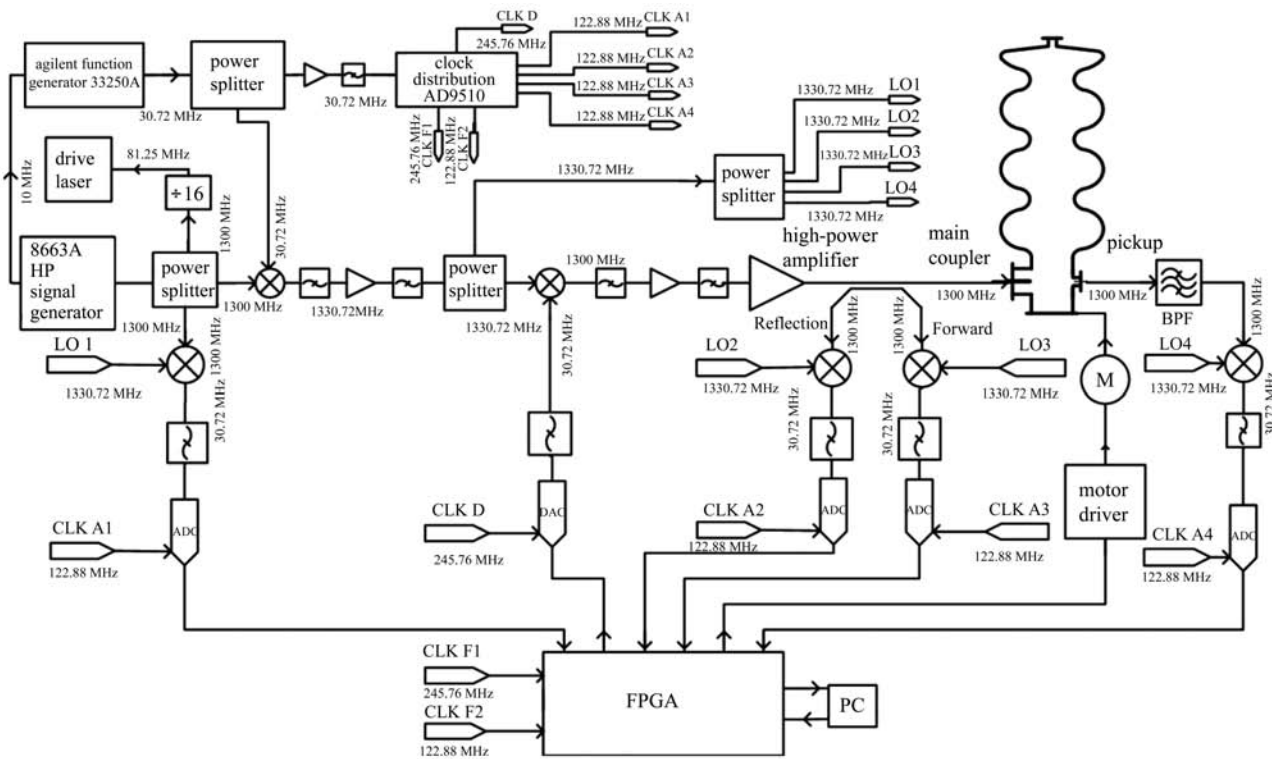 CLK D
245.76 MHz
122.88 MHz
CLK A1
122.88 MHz
CLK A2
122.88 MHz
CLK A3
122.88 MHz
CLK A4
agilent function
generator 33250A
power
splitter
30.72 MHz
30.72 MHz
clock
distribution
AD9510
245.76 MHz
CLK F1
122.88 MHz
CLK F2
10 MHz
drive
laser
81.25 MHz
÷16
1300 MHz
30.72 MHz
1330.72 MHz
power
splitter
1330.72 MHz
LO1
1330.72 MHz
LO2
1330.72 MHz
LO3
LO4
1330.72 MHz
8663A
HP
signal
generator
power
splitter
1300 MHz
1330.72MHz
power
splitter
1330.72 MHz
1300 MHz
high-power
amplifier
main
coupler
1300 MHz
pickup
1300 MHz
BPF
1300 MHz
1300 MHz
1300 MHz
LO 1
1330.72 MHz
30.72 MHz
30.72 MHz
Reflection
1300 MHz
1300 MHz
Forward
LO2
1330.72 MHz
LO3
1330.72 MHz
M
LO4
1330.72 MHz
30.72 MHz
30.72 MHz
30.72 MHz
CLK A1
122.88 MHz
ADC
CLK D
245.76 MHz
DAC
CLK A2
122.88 MHz
ADC
ADC
CLK A3
122.88 MHz
motor
driver
CLK A4
122.88 MHz
ADC
CLK F1
245.76 MHz
CLK F2
122.88 MHz
FPGA
PC